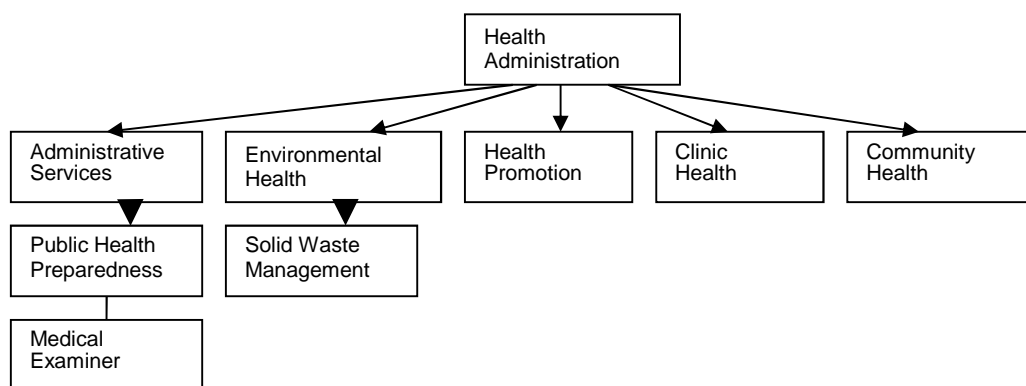 Health
Administration
Administrative
Services
Environmental
Health
Health
Promotion
Clinic
Health
Community
Health
Public Health
Preparedness
Solid Waste
Management
Medical
Examiner